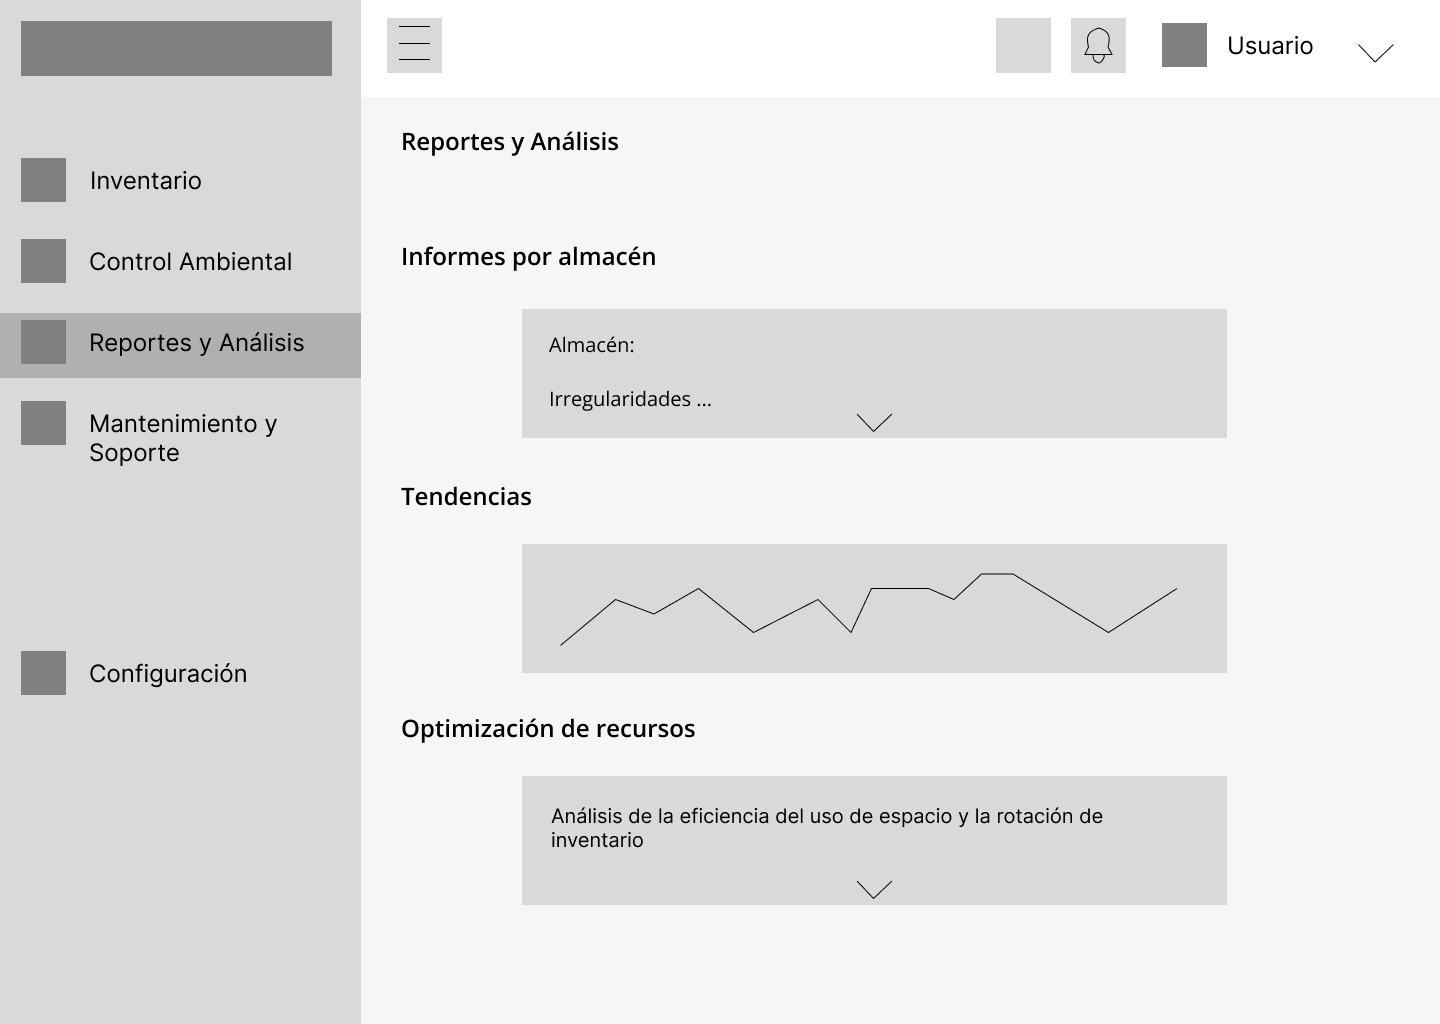 Usuario
Inventario
Control Ambiental
Reportes y Análisis
Mantenimiento y
Soporte
Configuración
Reportes y Análisis
Informes por almacén
Almacén:
Irregularidades ...
Tendencias
Optimización de recursos
Análisis de la eficiencia del uso de espacio y la rotación de
inventario